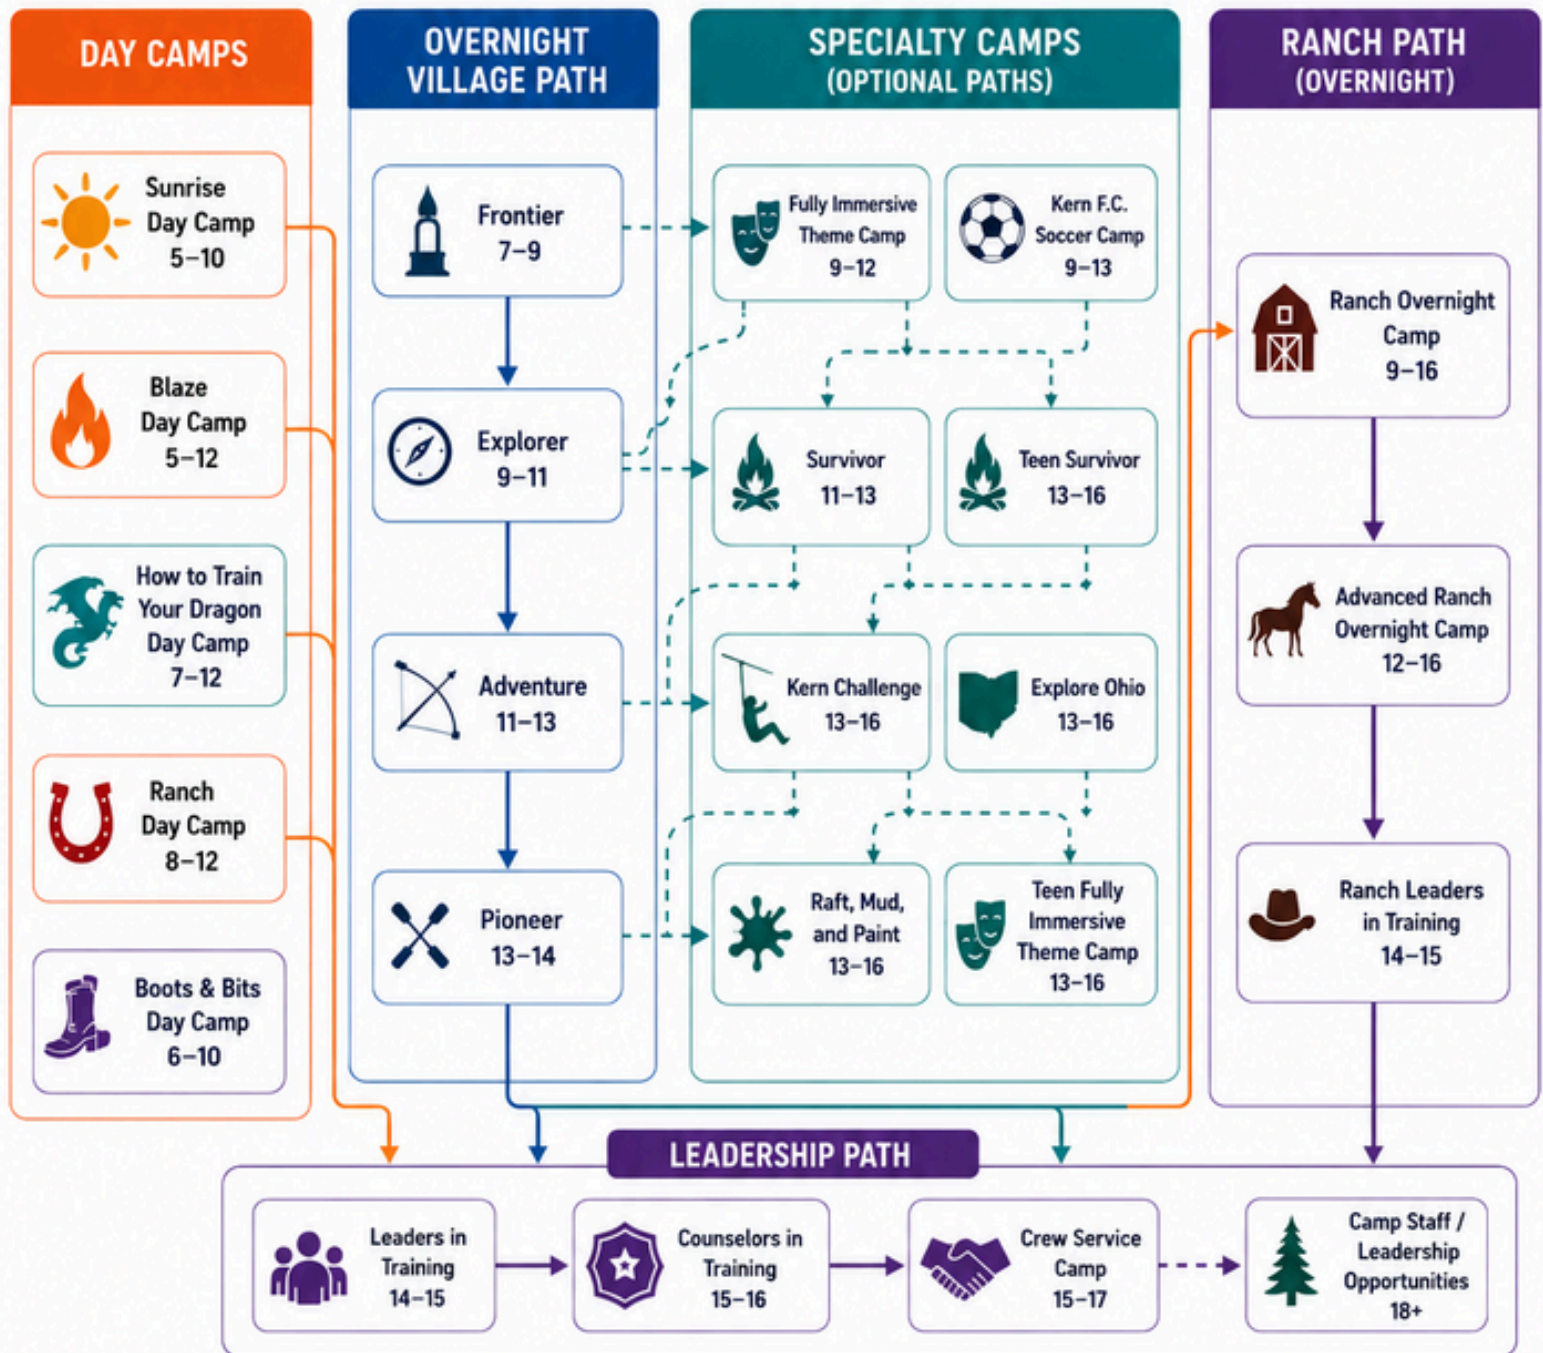 DAY CAMPS
Sunrise
Day Camp
5–10
Blaze
Day Camp
5–12
How to Train
Your Dragon
Day Camp
7–12
Ranch
Day Camp
8–12
Boots & Bits
Day Camp
6–10
OVERNIGHT
VILLAGE PATH
Frontier
7–9
Explorer
9–11
Adventure
11–13
Pioneer
13–14
SPECIALTY CAMPS
(OPTIONAL PATHS)
Fully Immersive
Theme Camp
9–12
Kern F.C.
Soccer Camp
9–13
Survivor
11–13
Teen Survivor
13–16
Kern Challenge
13–16
Explore Ohio
13–16
Raft, Mud,
and Paint
13–16
Teen Fully
Immersive
Theme Camp
13–16
RANCH PATH
(OVERNIGHT)
Ranch Overnight
Camp
9–16
Advanced Ranch
Overnight Camp
12–16
Ranch Leaders
in Training
14–15
LEADERSHIP PATH
Leaders in
Training
14–15
Counselors in
Training
15–16
Crew Service
Camp
15–17
Camp Staff /
Leadership
Opportunities
18+